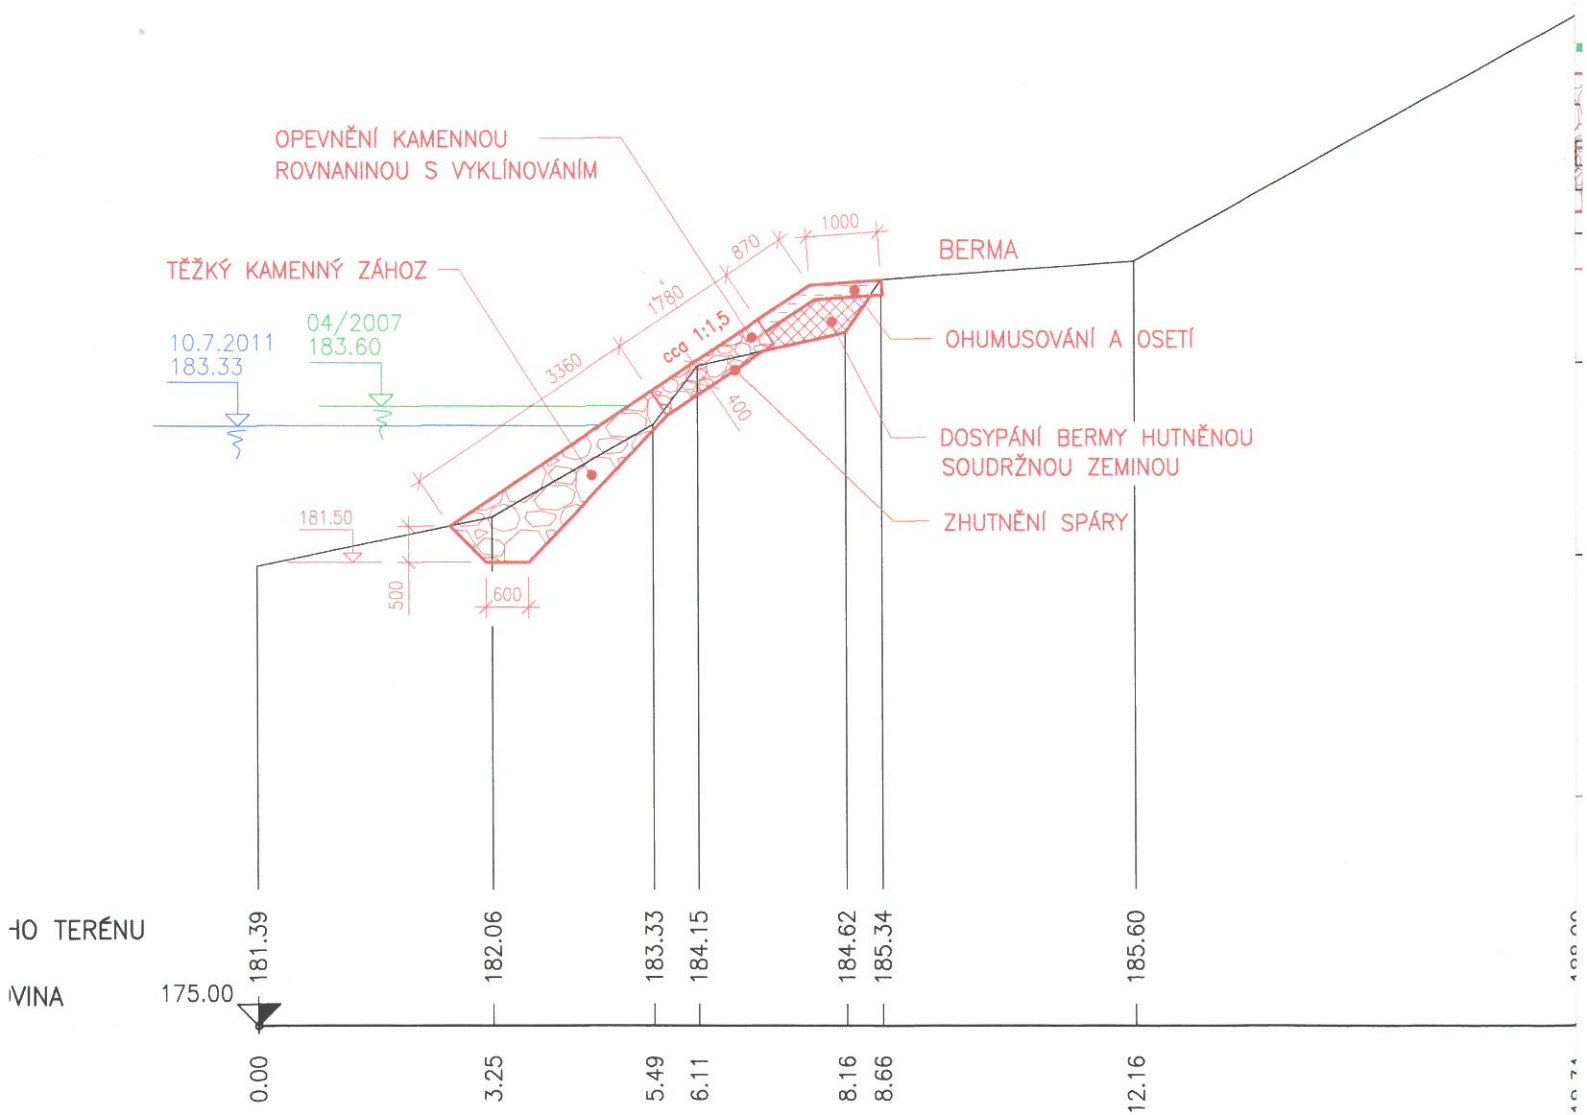 OPEVNĚNÍ KAMENNOU
ROVNANINOU S VYKLÍNOVÁNÍM
1000
870
BERMA
TĚŽKÝ KAMENNÝ ZÁHOZ
1780
04/2007
183.60
10.7.2011
183.33
cca 1:1,5
OHUMUSOVÁNÍ A OSETÍ
3360
400
DOSYPÁNÍ BERMY HUTNĚNOU
SOUDRŽNOU ZEMINOU
181.50
ZHUTNĚNÍ SPÁRY
500
600
HO TERÉNU
181.39
182.06
183.33
184.15
184.62
185.34
185.60
VINA
175.00
0.00
3.25
5.49
6.11
8.16
8.66
12.16